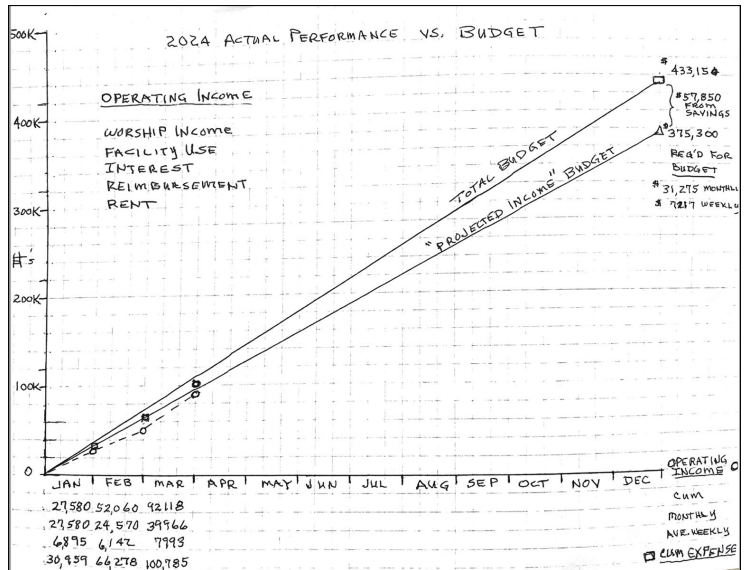 2024 ACTUAL PERFORMANCE VS. BUDGET
500K
400K
300K
#'s
200K
100K
0
OPERATING INCOME
WORSHIP INCOME
FACILITY USE
INTEREST
REIMBURSEMENT
RENT
TOTAL BUDGET
"PROJECTED INCOME" BUDGET
$ 433,154
$57,850
FROM
SAVINGS
$375,300
REQ'D FOR
BUDGET
$ 31,275 MONTHL
$ 7217 WEEKLY
JAN FEB MAR APR MAY JUN JUL AUG SEP OCT NOV DEC
OPERATING
INCOME O
27,580 52,060 92118 CUM
27,580 24,570 39966 MONTHLY
6,895 6,142 7993 AVE. WEEKLY
30,959 66,278 100,785 CUM EXPENSE